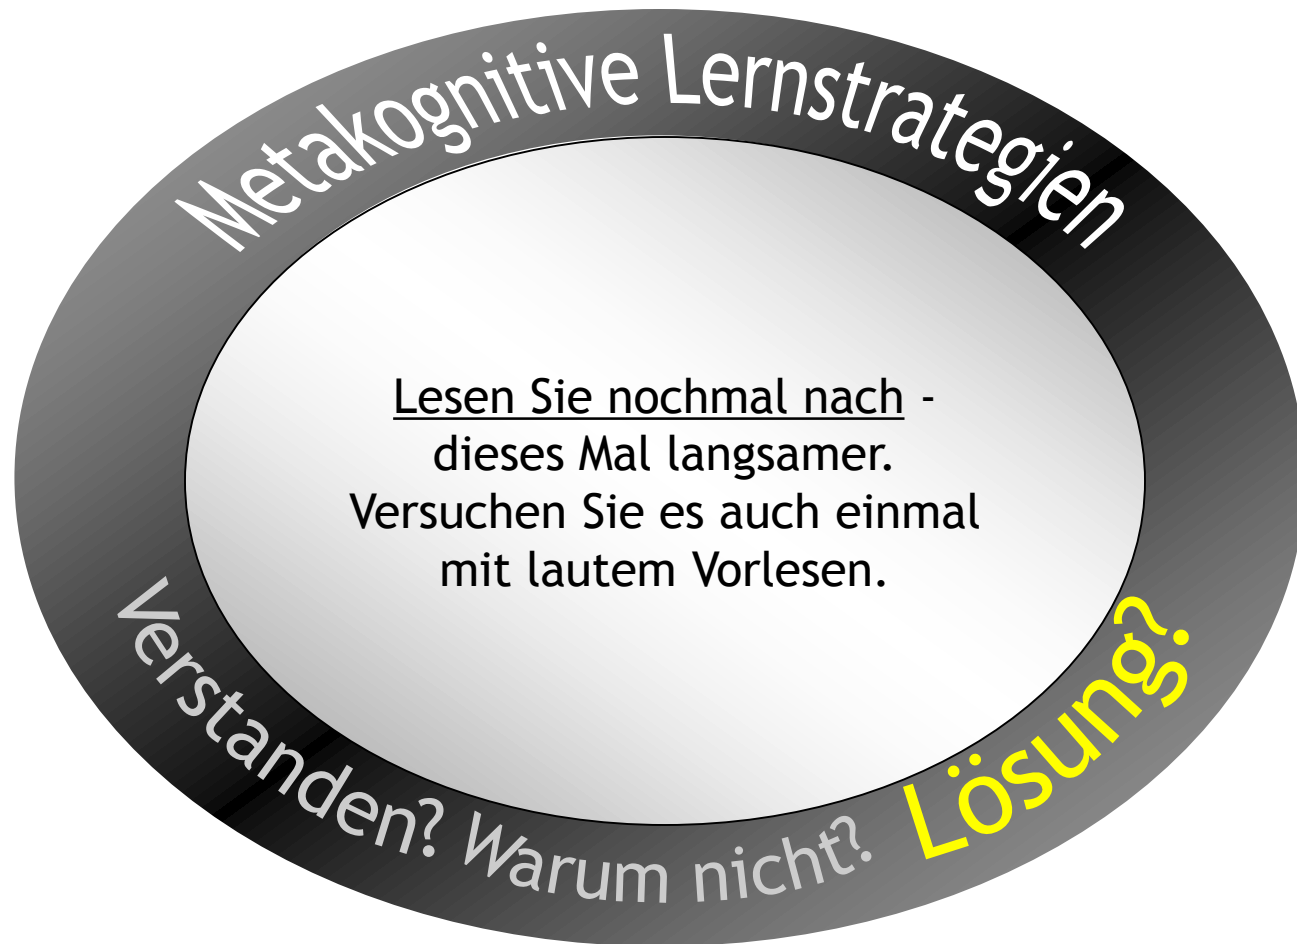 Metakognitive Lernstrategien
Lesen Sie nochmal nach -
dieses Mal langsamer.
Versuchen Sie es auch einmal
mit lautem Vorlesen.
Verstanden? Warum nicht? Lösung?